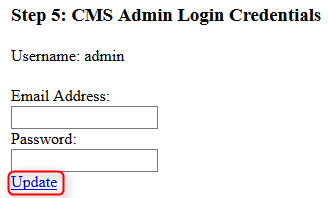 Step 5: CMS Admin Login Credentials
Username: admin
Email Address:
Password:
Update